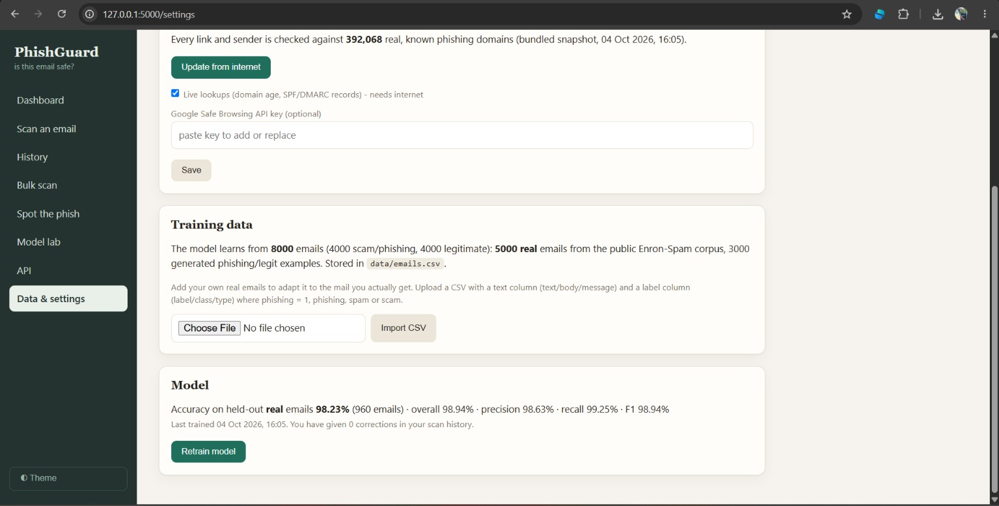 127.0.0.1:5000/settings
PhishGuard
is this email safe?
Dashboard
Scan an email
History
Bulk scan
Spot the phish
Model lab
API
Data & settings
Theme
Every link and sender is checked against 392,068 real, known phishing domains (bundled snapshot, 04 Oct 2026, 16:05).
Update from internet
Live lookups (domain age, SPF/DMARC records) - needs internet
Google Safe Browsing API key (optional)
paste key to add or replace
Save
Training data
The model learns from 8000 emails (4000 scam/phishing, 4000 legitimate): 5000 real emails from the public Enron-Spam corpus, 3000
generated phishing/legit examples. Stored in data/emails.csv.
Add your own real emails to adapt it to the mail you actually get. Upload a CSV with a text column (text/body/message) and a label column
(label/class/type) where phishing = 1, phishing, spam or scam.
Choose File No file chosen
Import CSV
Model
Accuracy on held-out real emails 98.23% (960 emails) · overall 98.94% · precision 98.63% · recall 99.25% · F1 98.94%
Last trained 04 Oct 2026, 16:05. You have given 0 corrections in your scan history.
Retrain model